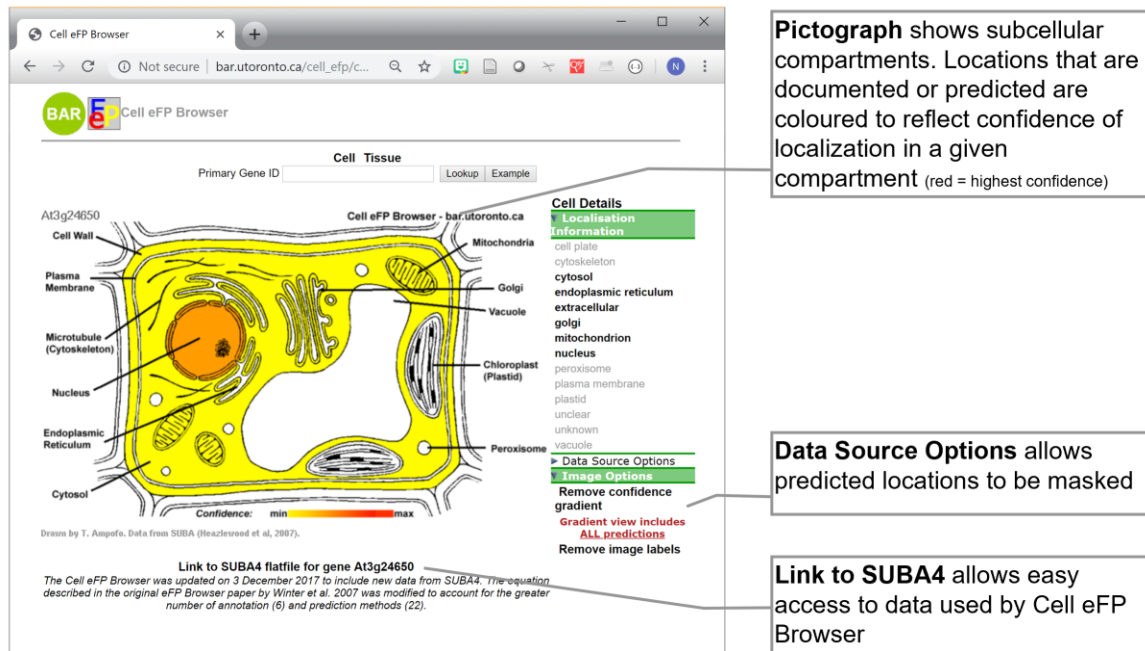 Cell eFP Browser
Not secure | bar.utoronto.ca/cell_efp/c...
N
BAR
eFP
Cell eFP Browser
Cell Tissue
Primary Gene ID
Lookup Example
At3g24650
Cell eFP Browser - bar.utoronto.ca
Cell Wall
Plasma
Membrane
Microtubule
(Cytoskeleton)
Nucleus
Endoplasmic
Reticulum
Cytosol
Mitochondria
Golgi
Vacuole
Chloroplast
(Plastid)
Peroxisome
Confidence: min max
Drawn by T. Ampofo. Data from SUBA (Heazlewood et al, 2007).
Cell Details
Localisation
Information
cell plate
cytoskeleton
cytosol
endoplasmic reticulum
extracellular
golgi
mitochondrion
nucleus
peroxisome
plasma membrane
plastid
unclear
unknown
vacuole
Data Source Options
Image Options
Remove confidence
gradient
Gradient view includes
ALL predictions
Remove image labels
Link to SUBA4 flatfile for gene At3g24650
The Cell eFP Browser was updated on 3 December 2017 to include new data from SUBA4. The equation
described in the original eFP Browser paper by Winter et al. 2007 was modified to account for the greater
number of annotation (6) and prediction methods (22).
Pictograph shows subcellular
compartments. Locations that are
documented or predicted are
coloured to reflect confidence of
localization in a given
compartment (red = highest confidence)
Data Source Options allows
predicted locations to be masked
Link to SUBA4 allows easy
access to data used by Cell eFP
Browser